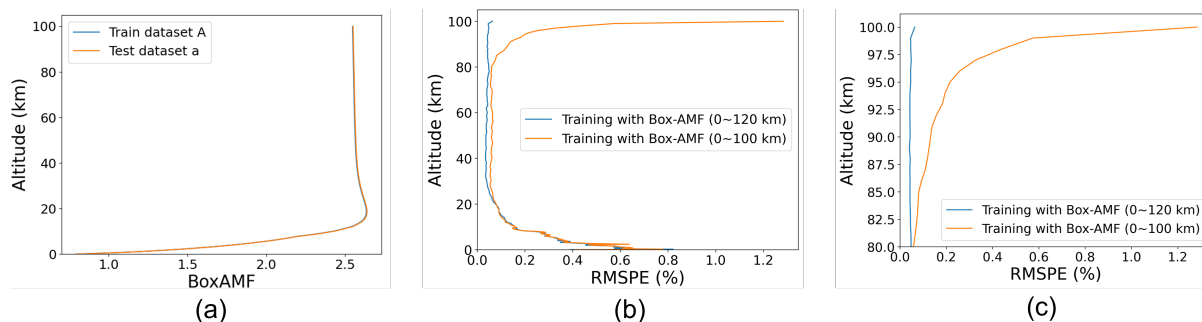 Altitude (km)
100
80
60
40
20
0
1.0 1.5 2.0 2.5
BoxAMF
Train dataset A
Test dataset a
(a)
Altitude (km)
100
80
60
40
20
0
0.0 0.2 0.4 0.6 0.8 1.0 1.2
RMSPE (%)
Training with Box-AMF (0~120 km)
Training with Box-AMF (0~100 km)
(b)
Altitude (km)
100.0
97.5
95.0
92.5
90.0
87.5
85.0
82.5
80.0
0.0 0.2 0.4 0.6 0.8 1.0 1.2
RMSPE (%)
Training with Box-AMF (0~120 km)
Training with Box-AMF (0~100 km)
(c)